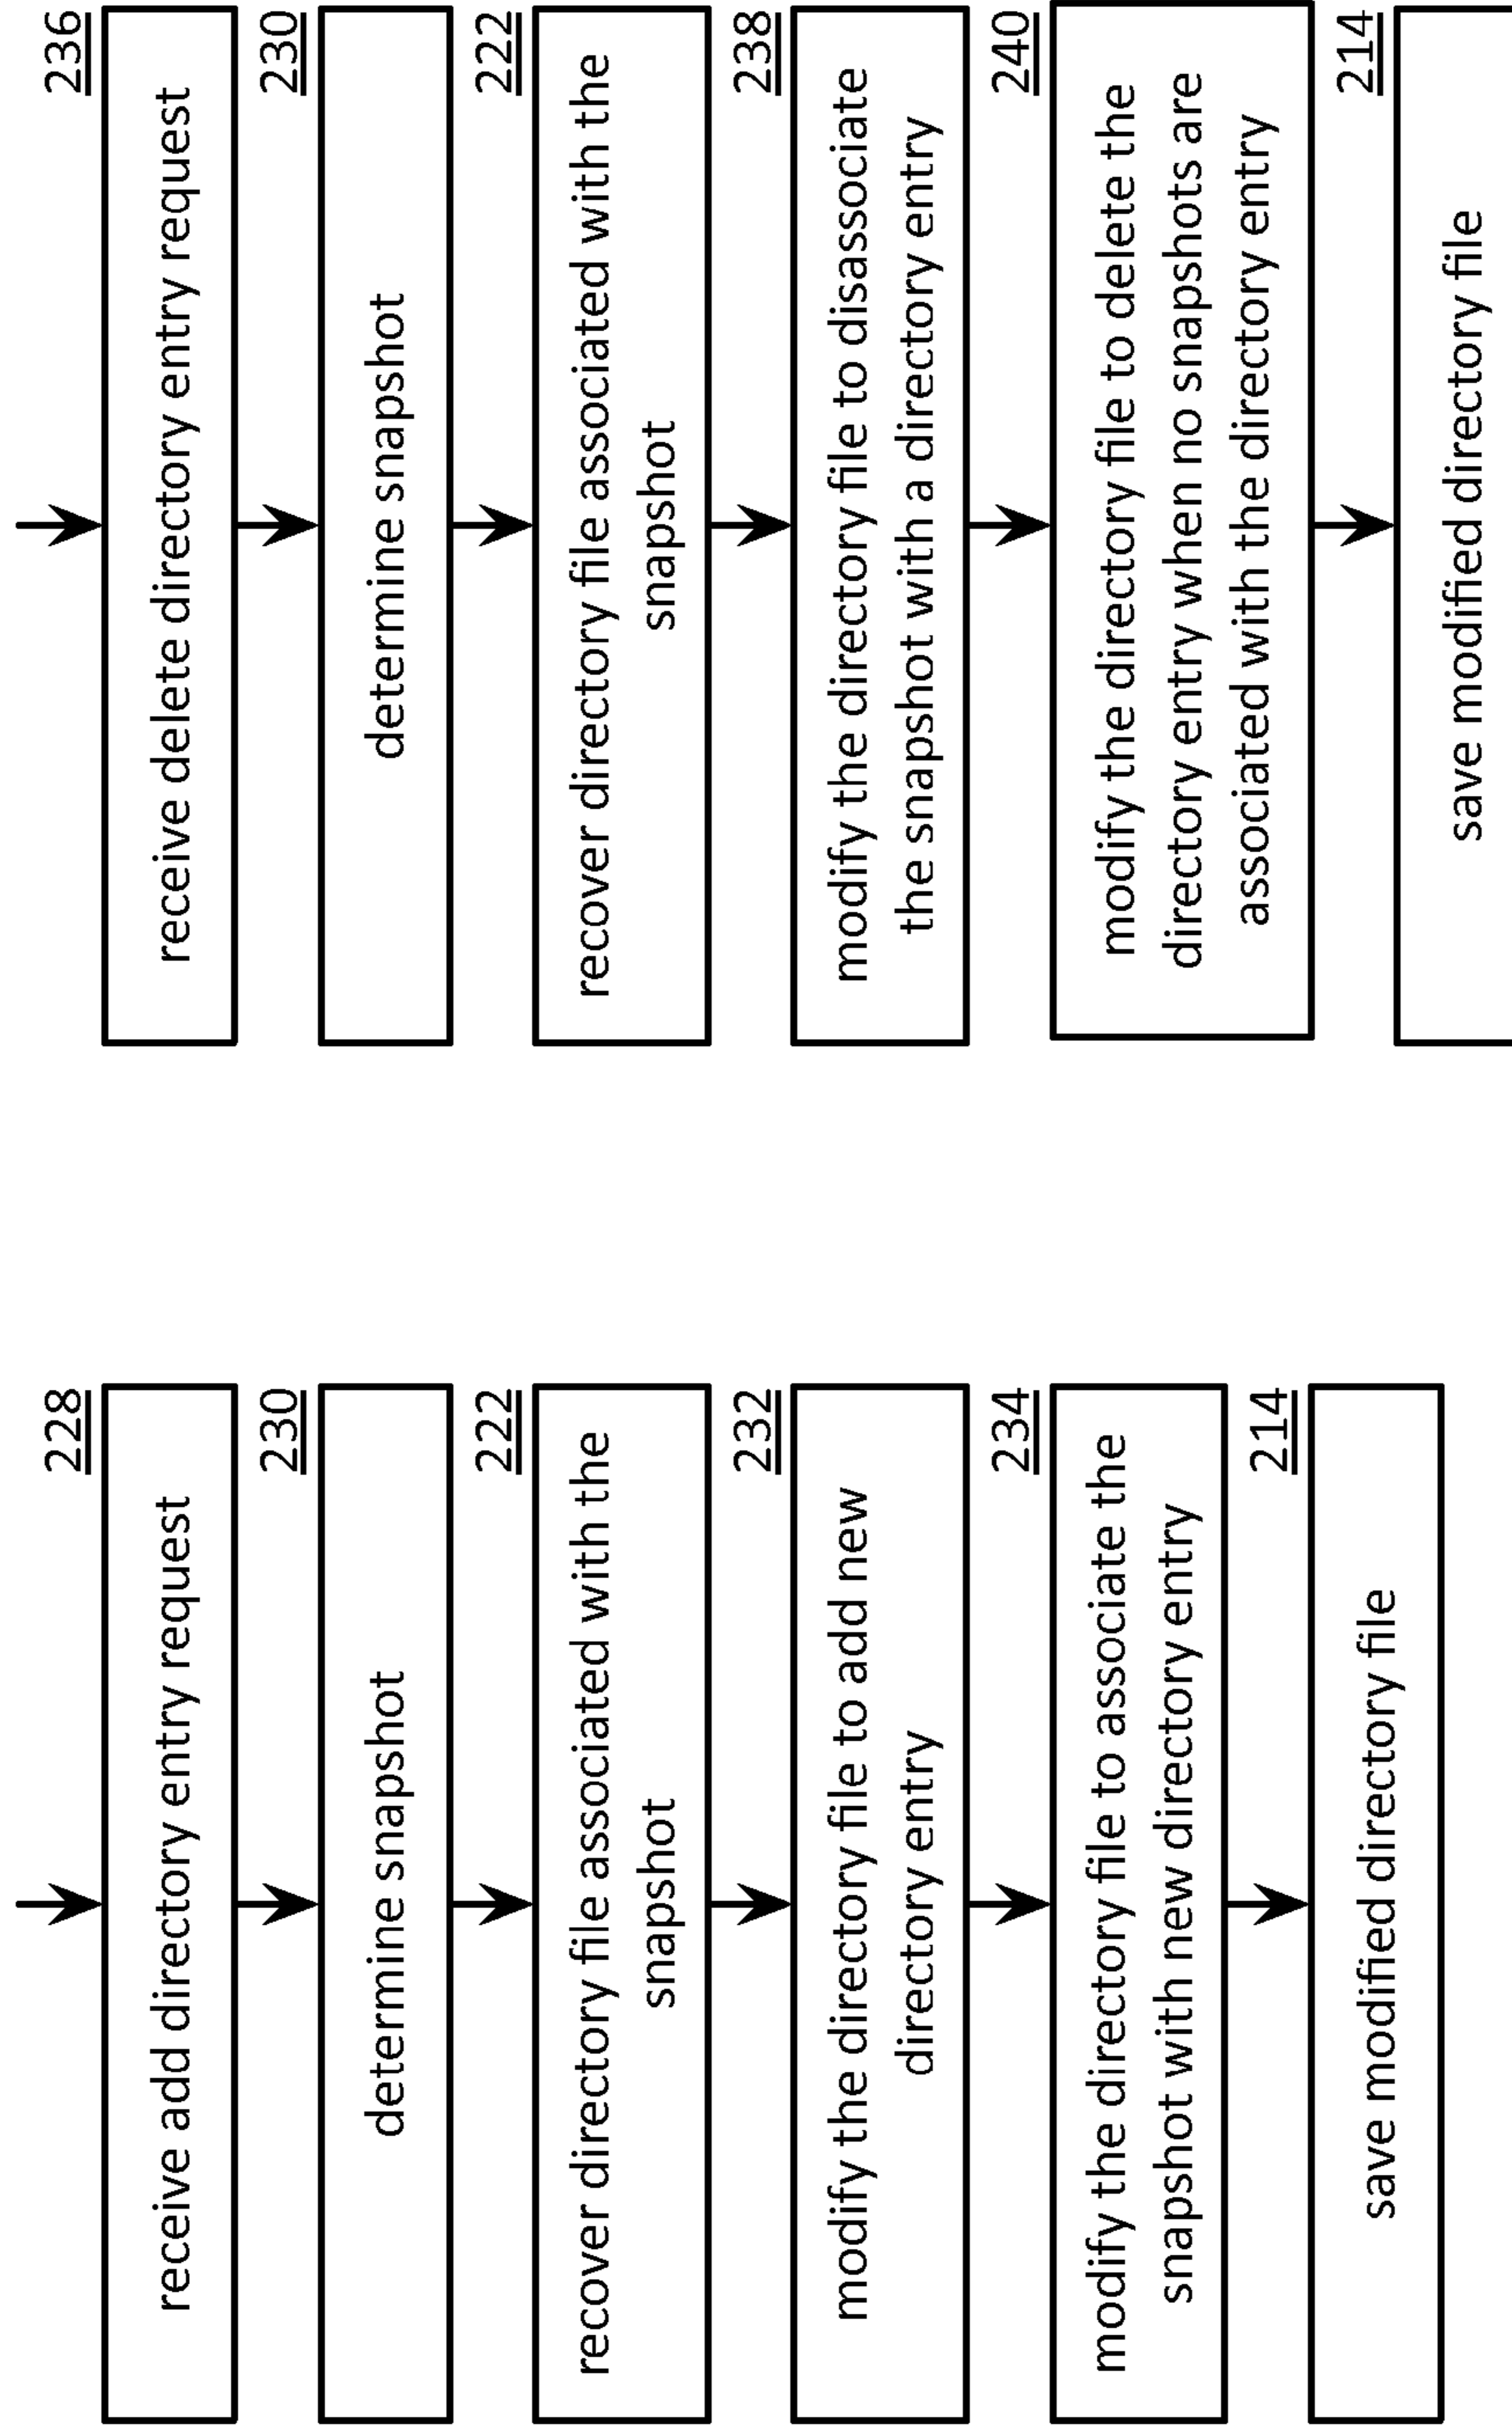 228
receive add directory entry request
230
determine snapshot
222
recover directory file associated with the
snapshot
232
modify the directory file to add new
directory entry
234
modify the directory file to associate the
snapshot with new directory entry
214
save modified directory file
236
receive delete directory entry request
230
determine snapshot
222
recover directory file associated with the
snapshot
238
modify the directory file to disassociate
the snapshot with a directory entry
240
modify the directory file to delete the
directory entry when no snapshots are
associated with the directory entry
214
save modified directory file